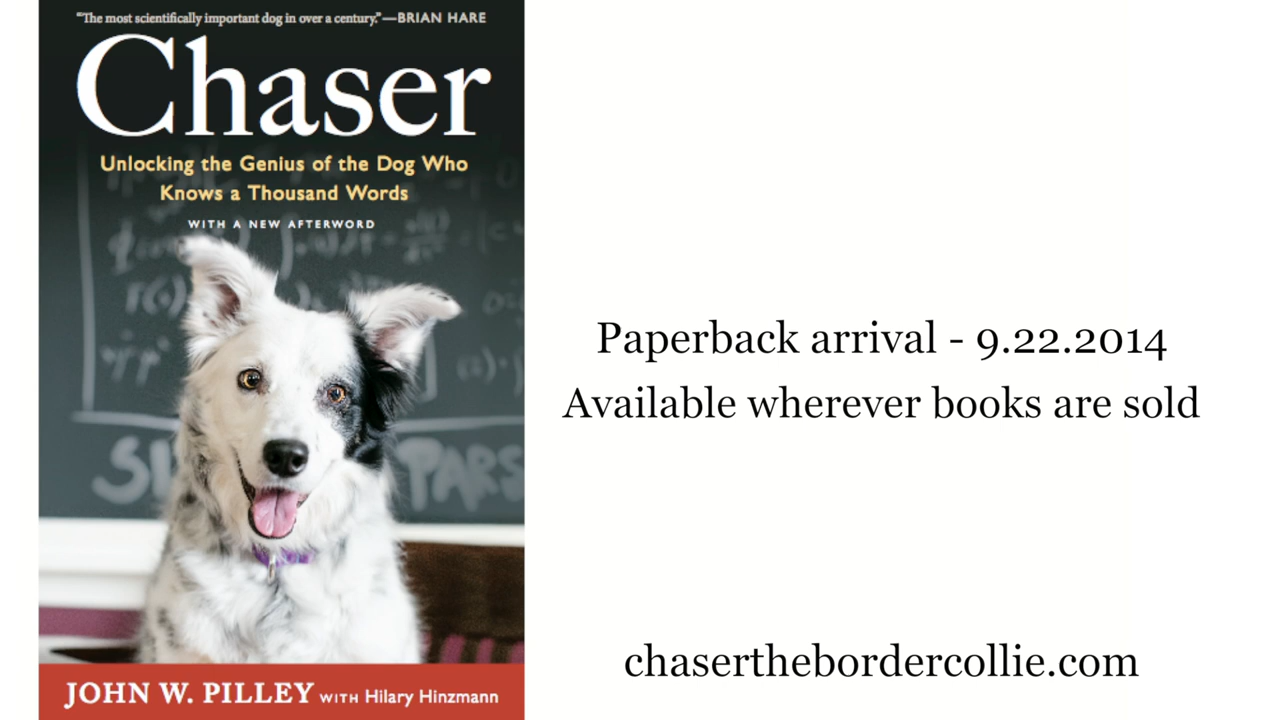 "The most scientifically important dog in over a century."—BRIAN HARE
Chaser
Unlocking the Genius of the Dog Who
Knows a Thousand Words
WITH A NEW AFTERWORD
JOHN W. PILLEY WITH Hilary Hinzmann
Paperback arrival - 9.22.2014
Available wherever books are sold
chaserthebordercollie.com